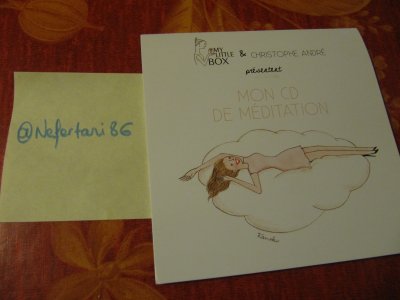 @Nefertari86
MY
LITTLE
BOX
& CHRISTOPHE ANDRÉ
présentent
MON CD
DE MÉDITATION